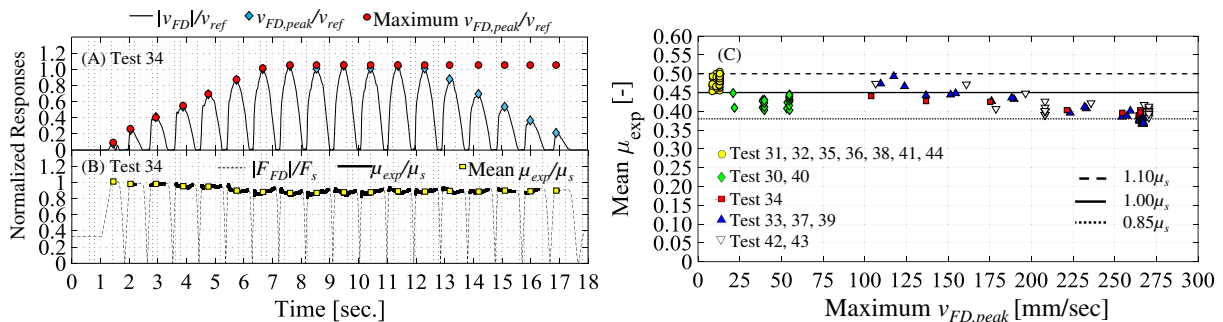 |v_FD|/v_ref v_FD,peak/v_ref Maximum v_FD,peak/v_ref
(A) Test 34
1.2
1.0
0.8
0.6
0.4
0.2
0
(B) Test 34
|F_FD|/F_s μ_exp/μ_s Mean μ_exp/μ_s
1.2
1
0.8
0.6
0.4
0.2
0
0 1 2 3 4 5 6 7 8 9 10 11 12 13 14 15 16 17 18
Time [sec.]
Normalized Responses
(C)
0.60
0.55
0.50
0.45
0.40
0.35
0.30
0.25
0.20
0.15
0.10
0.05
0.00
Mean μ_exp [-]
Test 31, 32, 35, 36, 38, 41, 44
Test 30, 40
Test 34
Test 33, 37, 39
Test 42, 43
1.10μ_s
1.00μ_s
0.85μ_s
0 25 50 75 100 125 150 175 200 225 250 275 300
Maximum v_FD,peak [mm/sec]